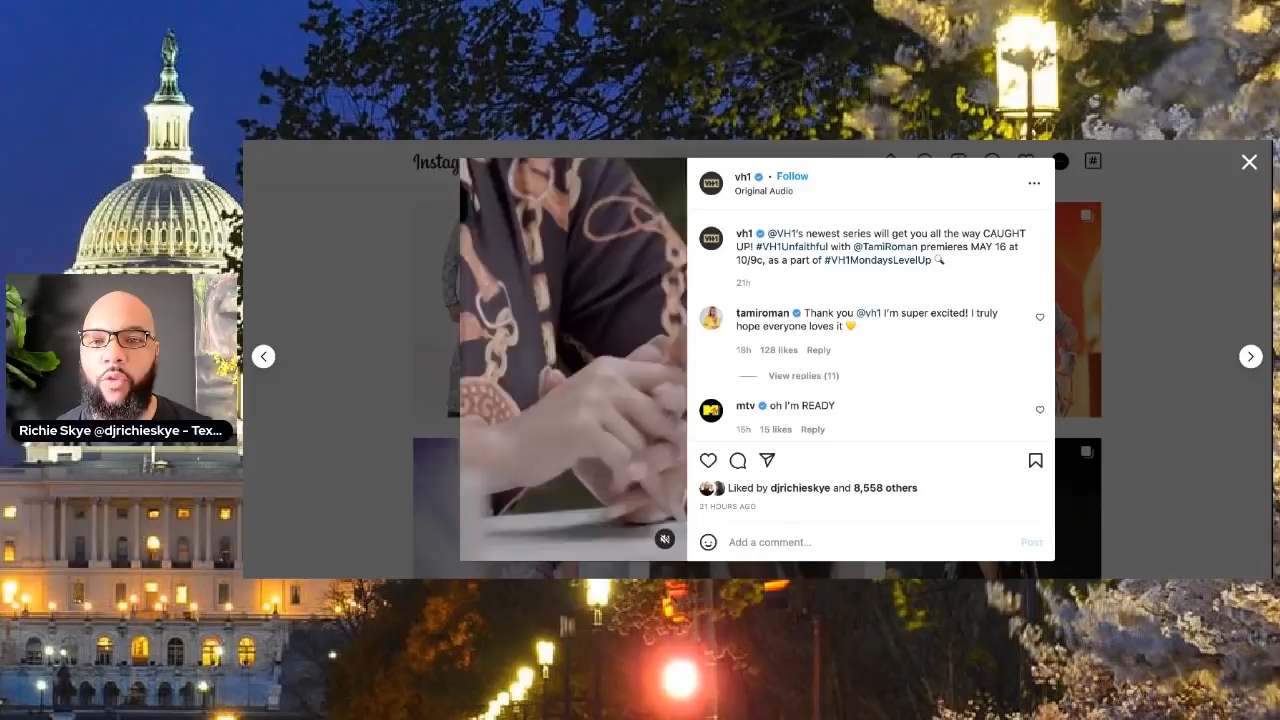 Instag
#
vh1 • Follow
Original Audio
vh1 @VH1's newest series will get you all the way CAUGHT
UP! #VH1Unfaithful with @TamiRoman premieres MAY 16 at
10/9c, as a part of #VH1MondaysLevelUp 🔍
21h
tamiroman Thank you @vh1 I'm super excited! I truly
hope everyone loves it 💛
18h 128 likes Reply
View replies (11)
mtv oh I'm READY
15h 15 likes Reply
Liked by djrichieskye and 8,558 others
21 HOURS AGO
Add a comment... Post
Richie Skye @djrichieskye - Tex...